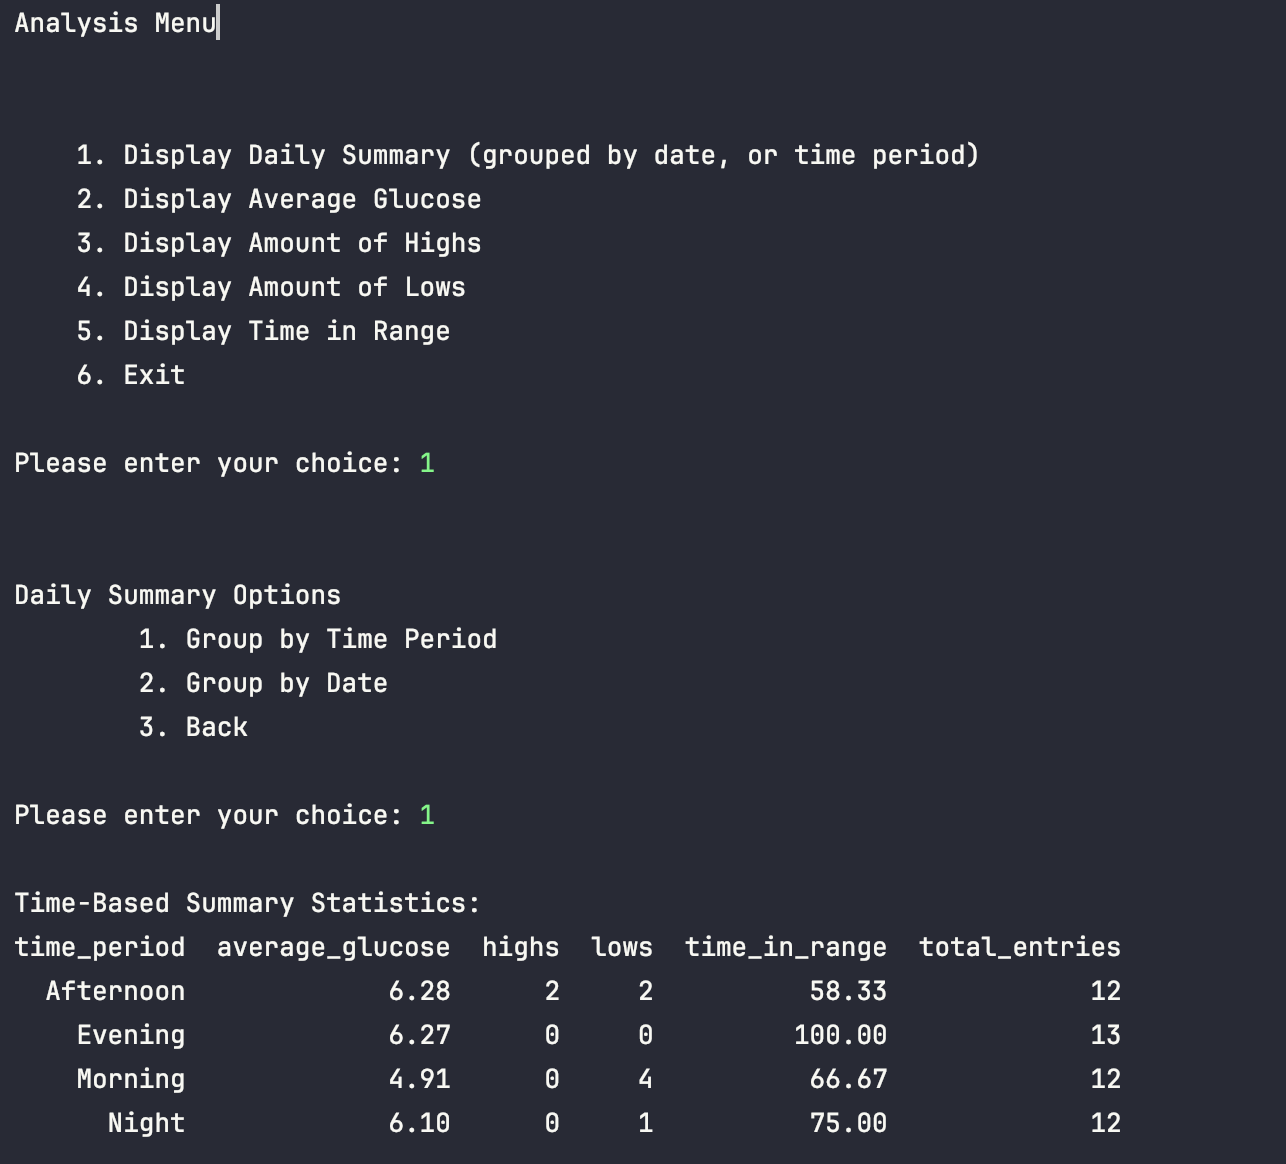 Analysis Menu
1. Display Daily Summary (grouped by date, or time period)
2. Display Average Glucose
3. Display Amount of Highs
4. Display Amount of Lows
5. Display Time in Range
6. Exit
Please enter your choice: 1
Daily Summary Options
1. Group by Time Period
2. Group by Date
3. Back
Please enter your choice: 1
Time-Based Summary Statistics:
time_period average_glucose highs lows time_in_range total_entries
Afternoon 6.28 2 2 58.33 12
Evening 6.27 0 0 100.00 13
Morning 4.91 0 4 66.67 12
Night 6.10 0 1 75.00 12